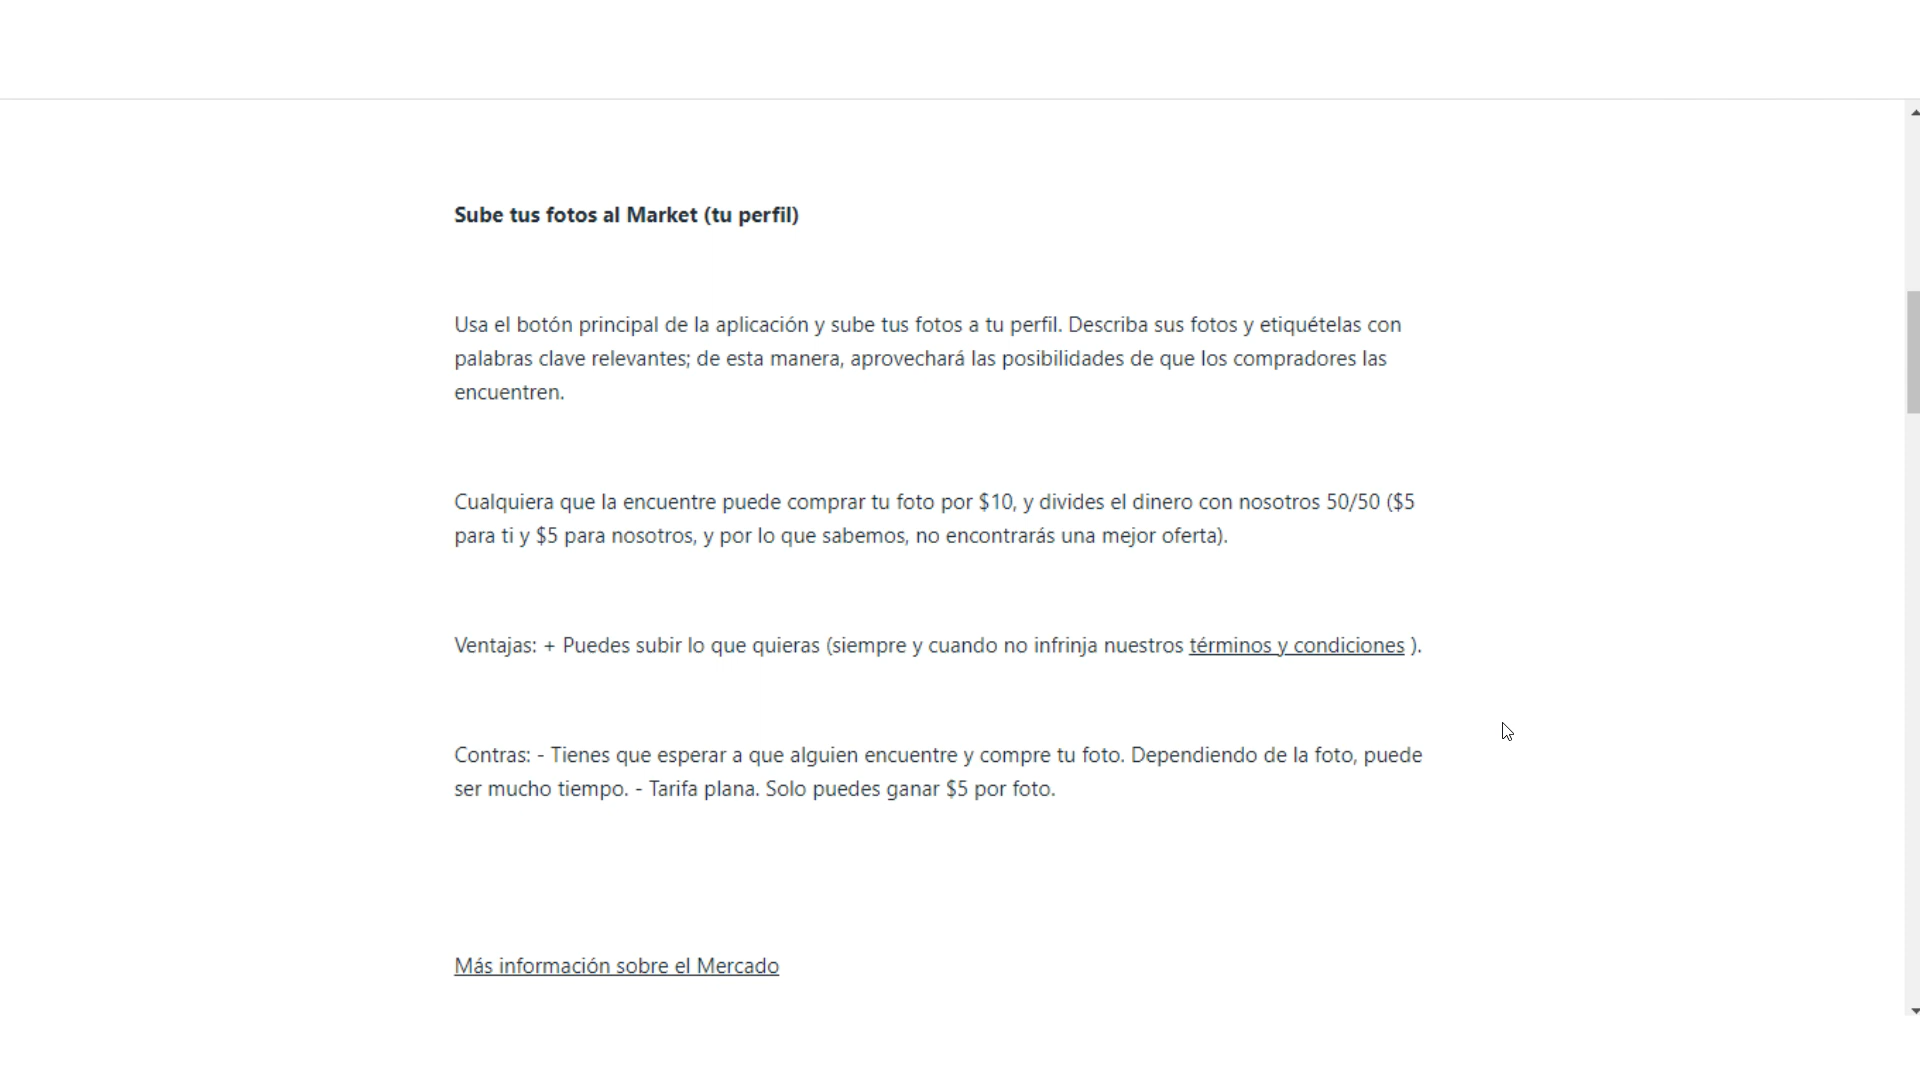 Sube tus fotos al Market (tu perfil)
Usa el botón principal de la aplicación y sube tus fotos a tu perfil. Describa sus fotos y etiquételas con
palabras clave relevantes; de esta manera, aprovechará las posibilidades de que los compradores las
encuentren.
Cualquiera que la encuentre puede comprar tu foto por $10, y divides el dinero con nosotros 50/50 ($5
para ti y $5 para nosotros, y por lo que sabemos, no encontrarás una mejor oferta).
Ventajas: + Puedes subir lo que quieras (siempre y cuando no infrinja nuestros términos y condiciones ).
Contras: - Tienes que esperar a que alguien encuentre y compre tu foto. Dependiendo de la foto, puede
ser mucho tiempo. - Tarifa plana. Solo puedes ganar $5 por foto.
Más información sobre el Mercado